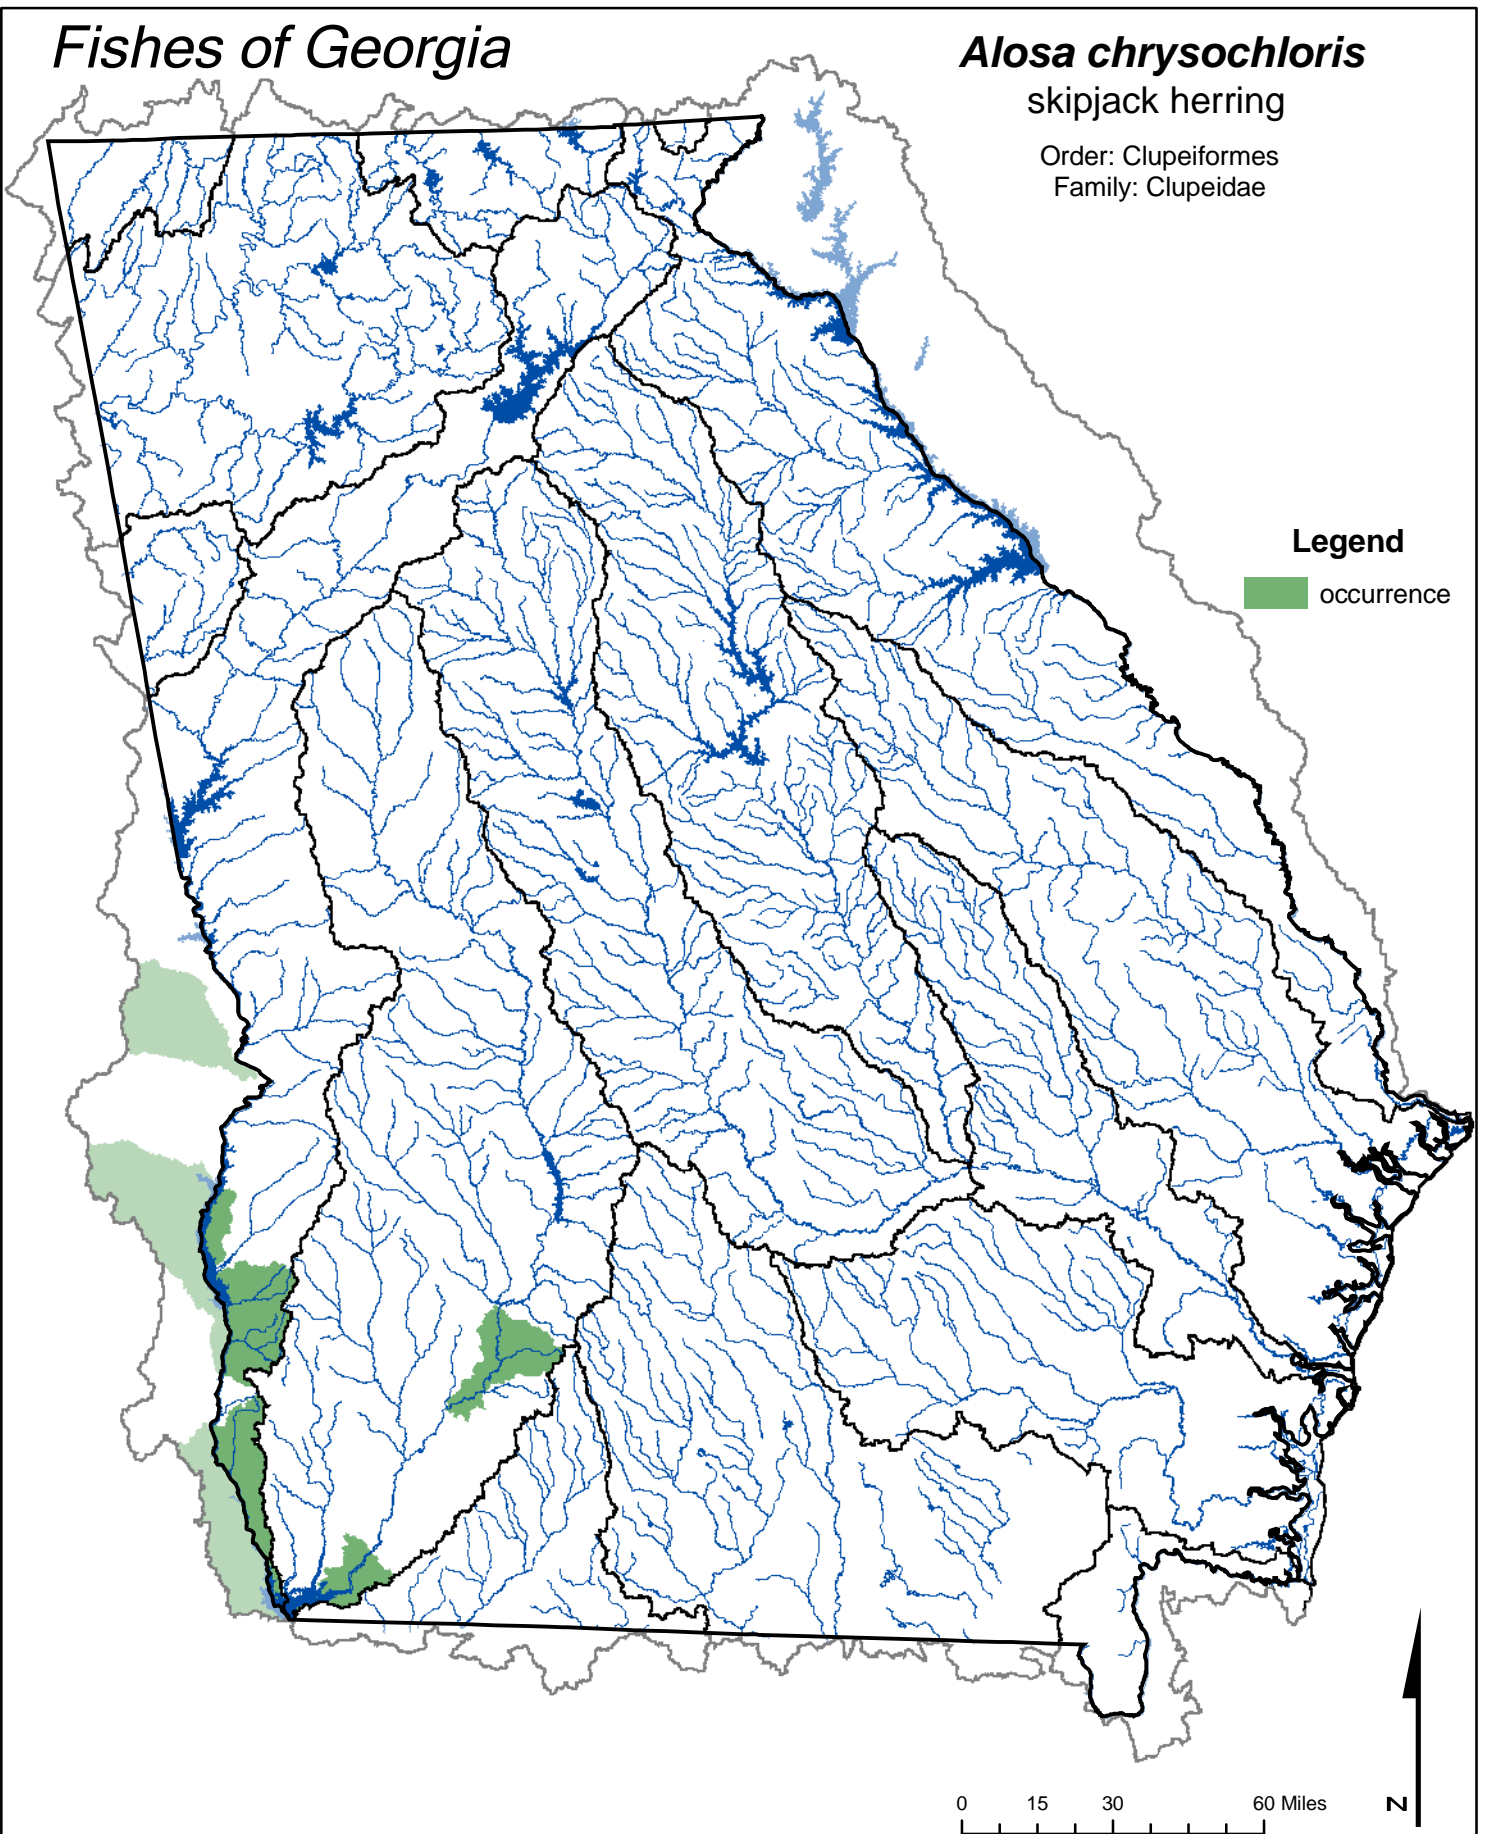 Fishes of Georgia
Alosa chrysochloris
skipjack herring
Order: Clupeiformes
Family: Clupeidae
Legend
occurrence
0 15 30 60 Miles
N